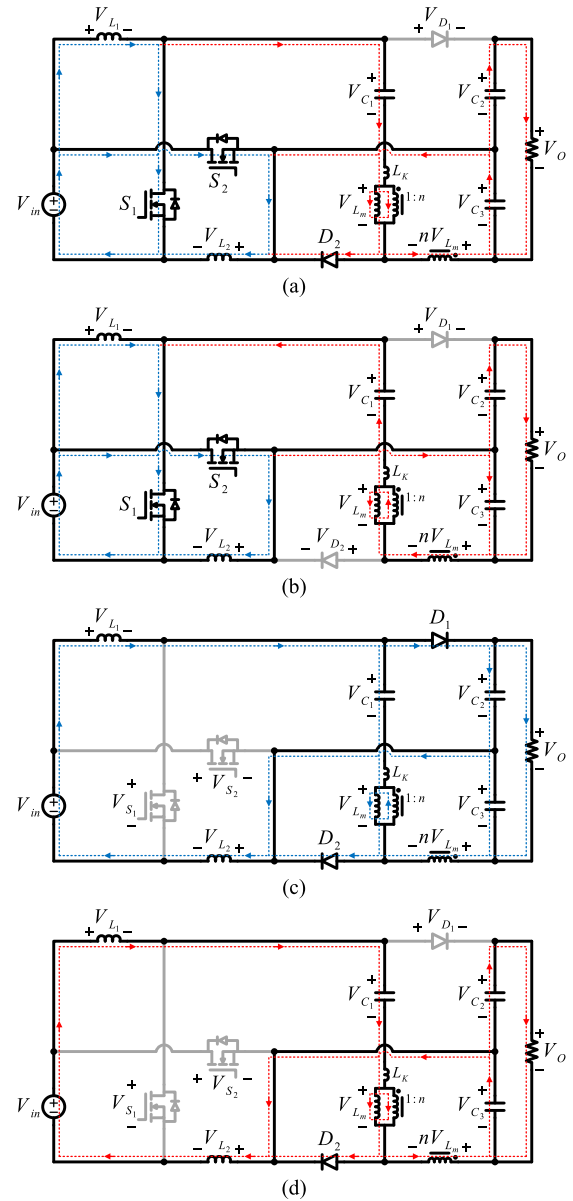 + V_{L_1} − + V_{D_1} −
+ V_{C_1} − + V_{C_2} −
S_2 + V_O −
L_K
V_{in} + − S_1 + V_{L_m} − 1:n + V_{C_3} −
− V_{L_2} + D_2 − nV_{L_m} +
(a)
+ V_{L_1} − + V_{D_1} −
+ V_{C_1} − + V_{C_2} −
S_2 + V_O −
L_K
V_{in} + − S_1 + V_{L_m} − 1:n + V_{C_3} −
− V_{L_2} + − V_{D_2} + − nV_{L_m} +
(b)
+ V_{L_1} − D_1
+ V_{C_1} − + V_{C_2} −
+ V_{S_2} − + V_O −
L_K
V_{in} + − + V_{S_1} − + V_{L_m} − 1:n + V_{C_3} −
− V_{L_2} + D_2 − nV_{L_m} +
(c)
+ V_{L_1} − + V_{D_1} −
+ V_{C_1} − + V_{C_2} −
+ V_{S_2} − + V_O −
L_K
V_{in} + − + V_{S_1} − + V_{L_m} − 1:n + V_{C_3} −
− V_{L_2} + D_2 − nV_{L_m} +
(d)